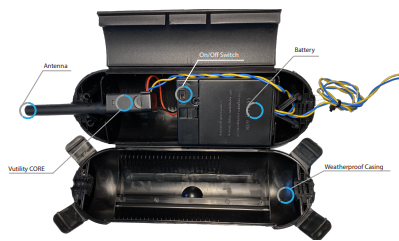 On/Off Switch
Battery
Antenna
Vutility CORE
Weatherproof Casing